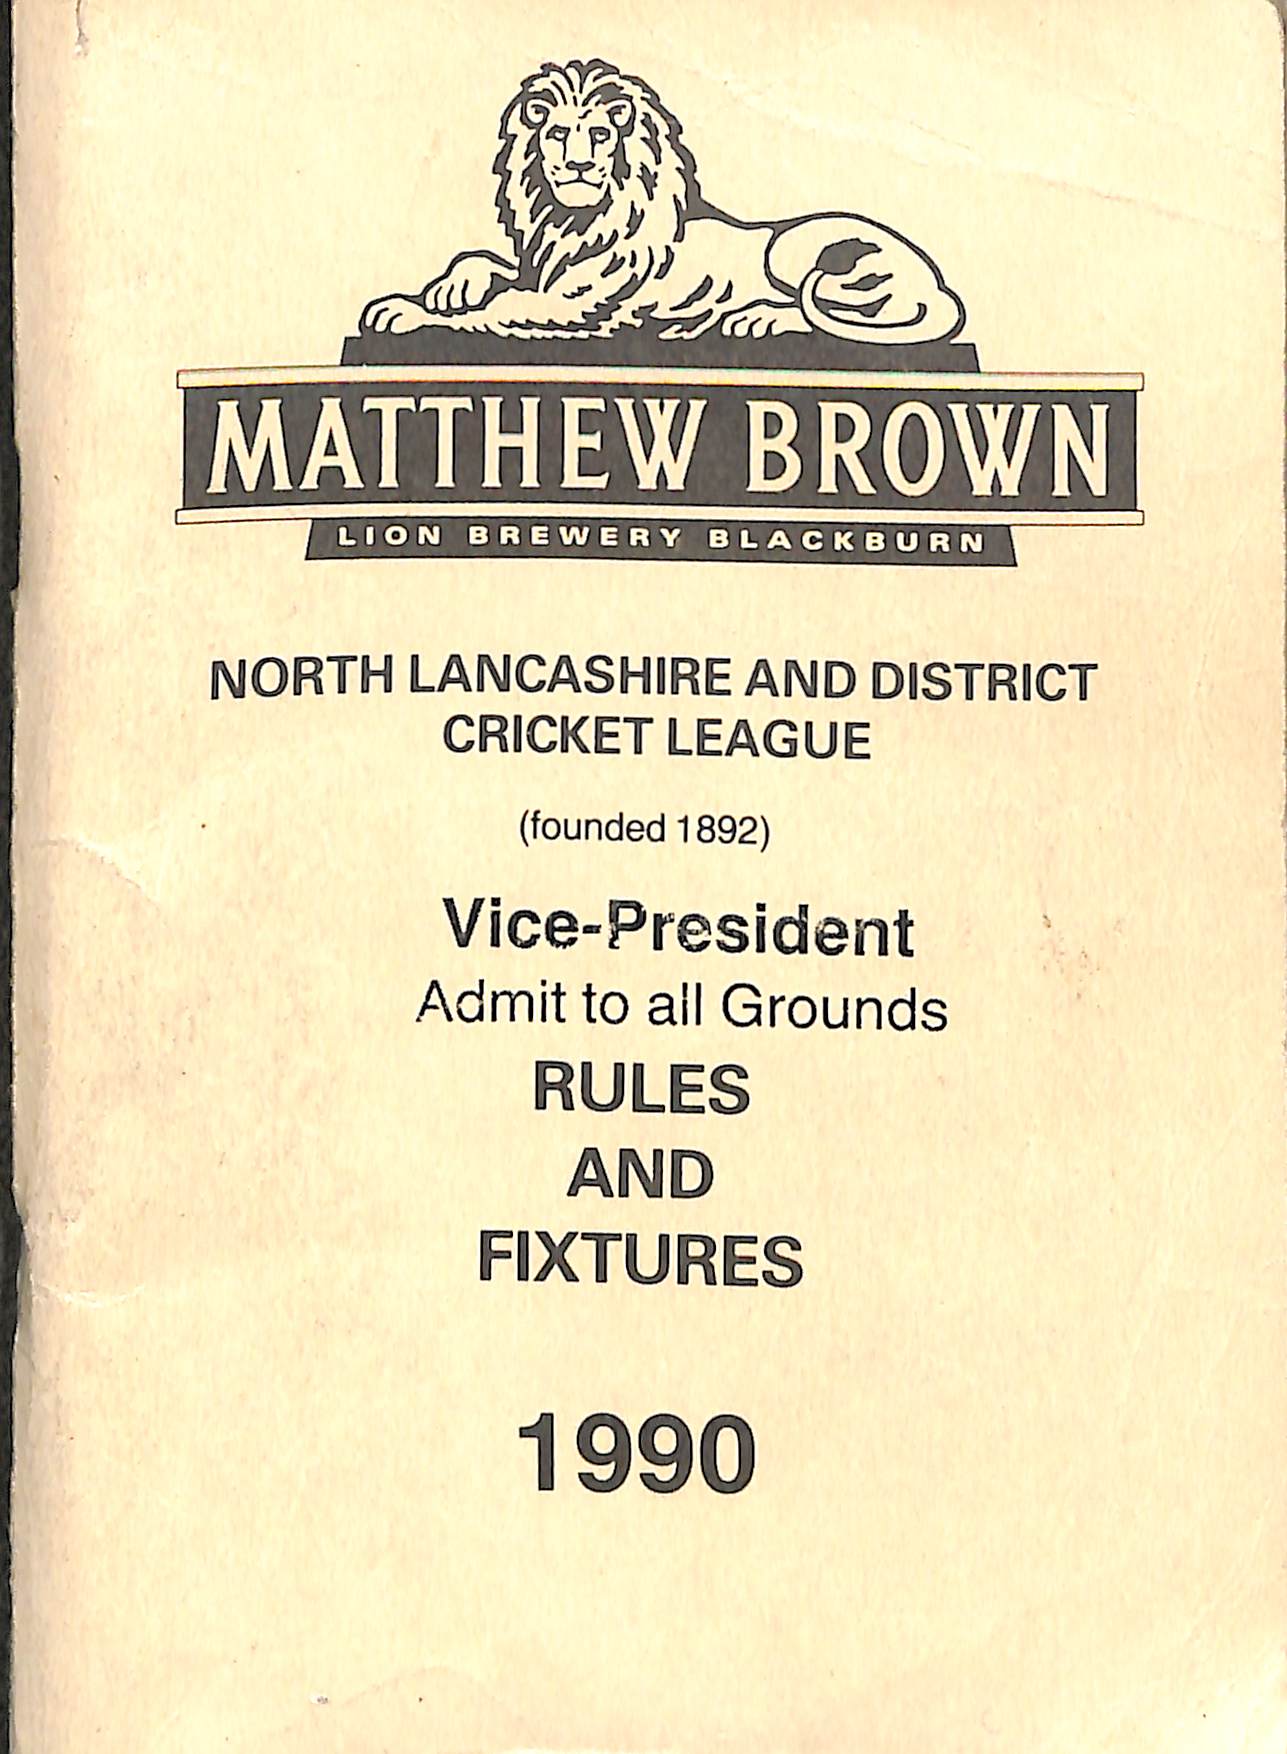 MATTHEW BROWN
LION BREWERY BLACKBURN
NORTH LANCASHIRE AND DISTRICT
CRICKET LEAGUE
(founded 1892)
Vice-President
Admit to all Grounds
RULES
AND
FIXTURES
1990